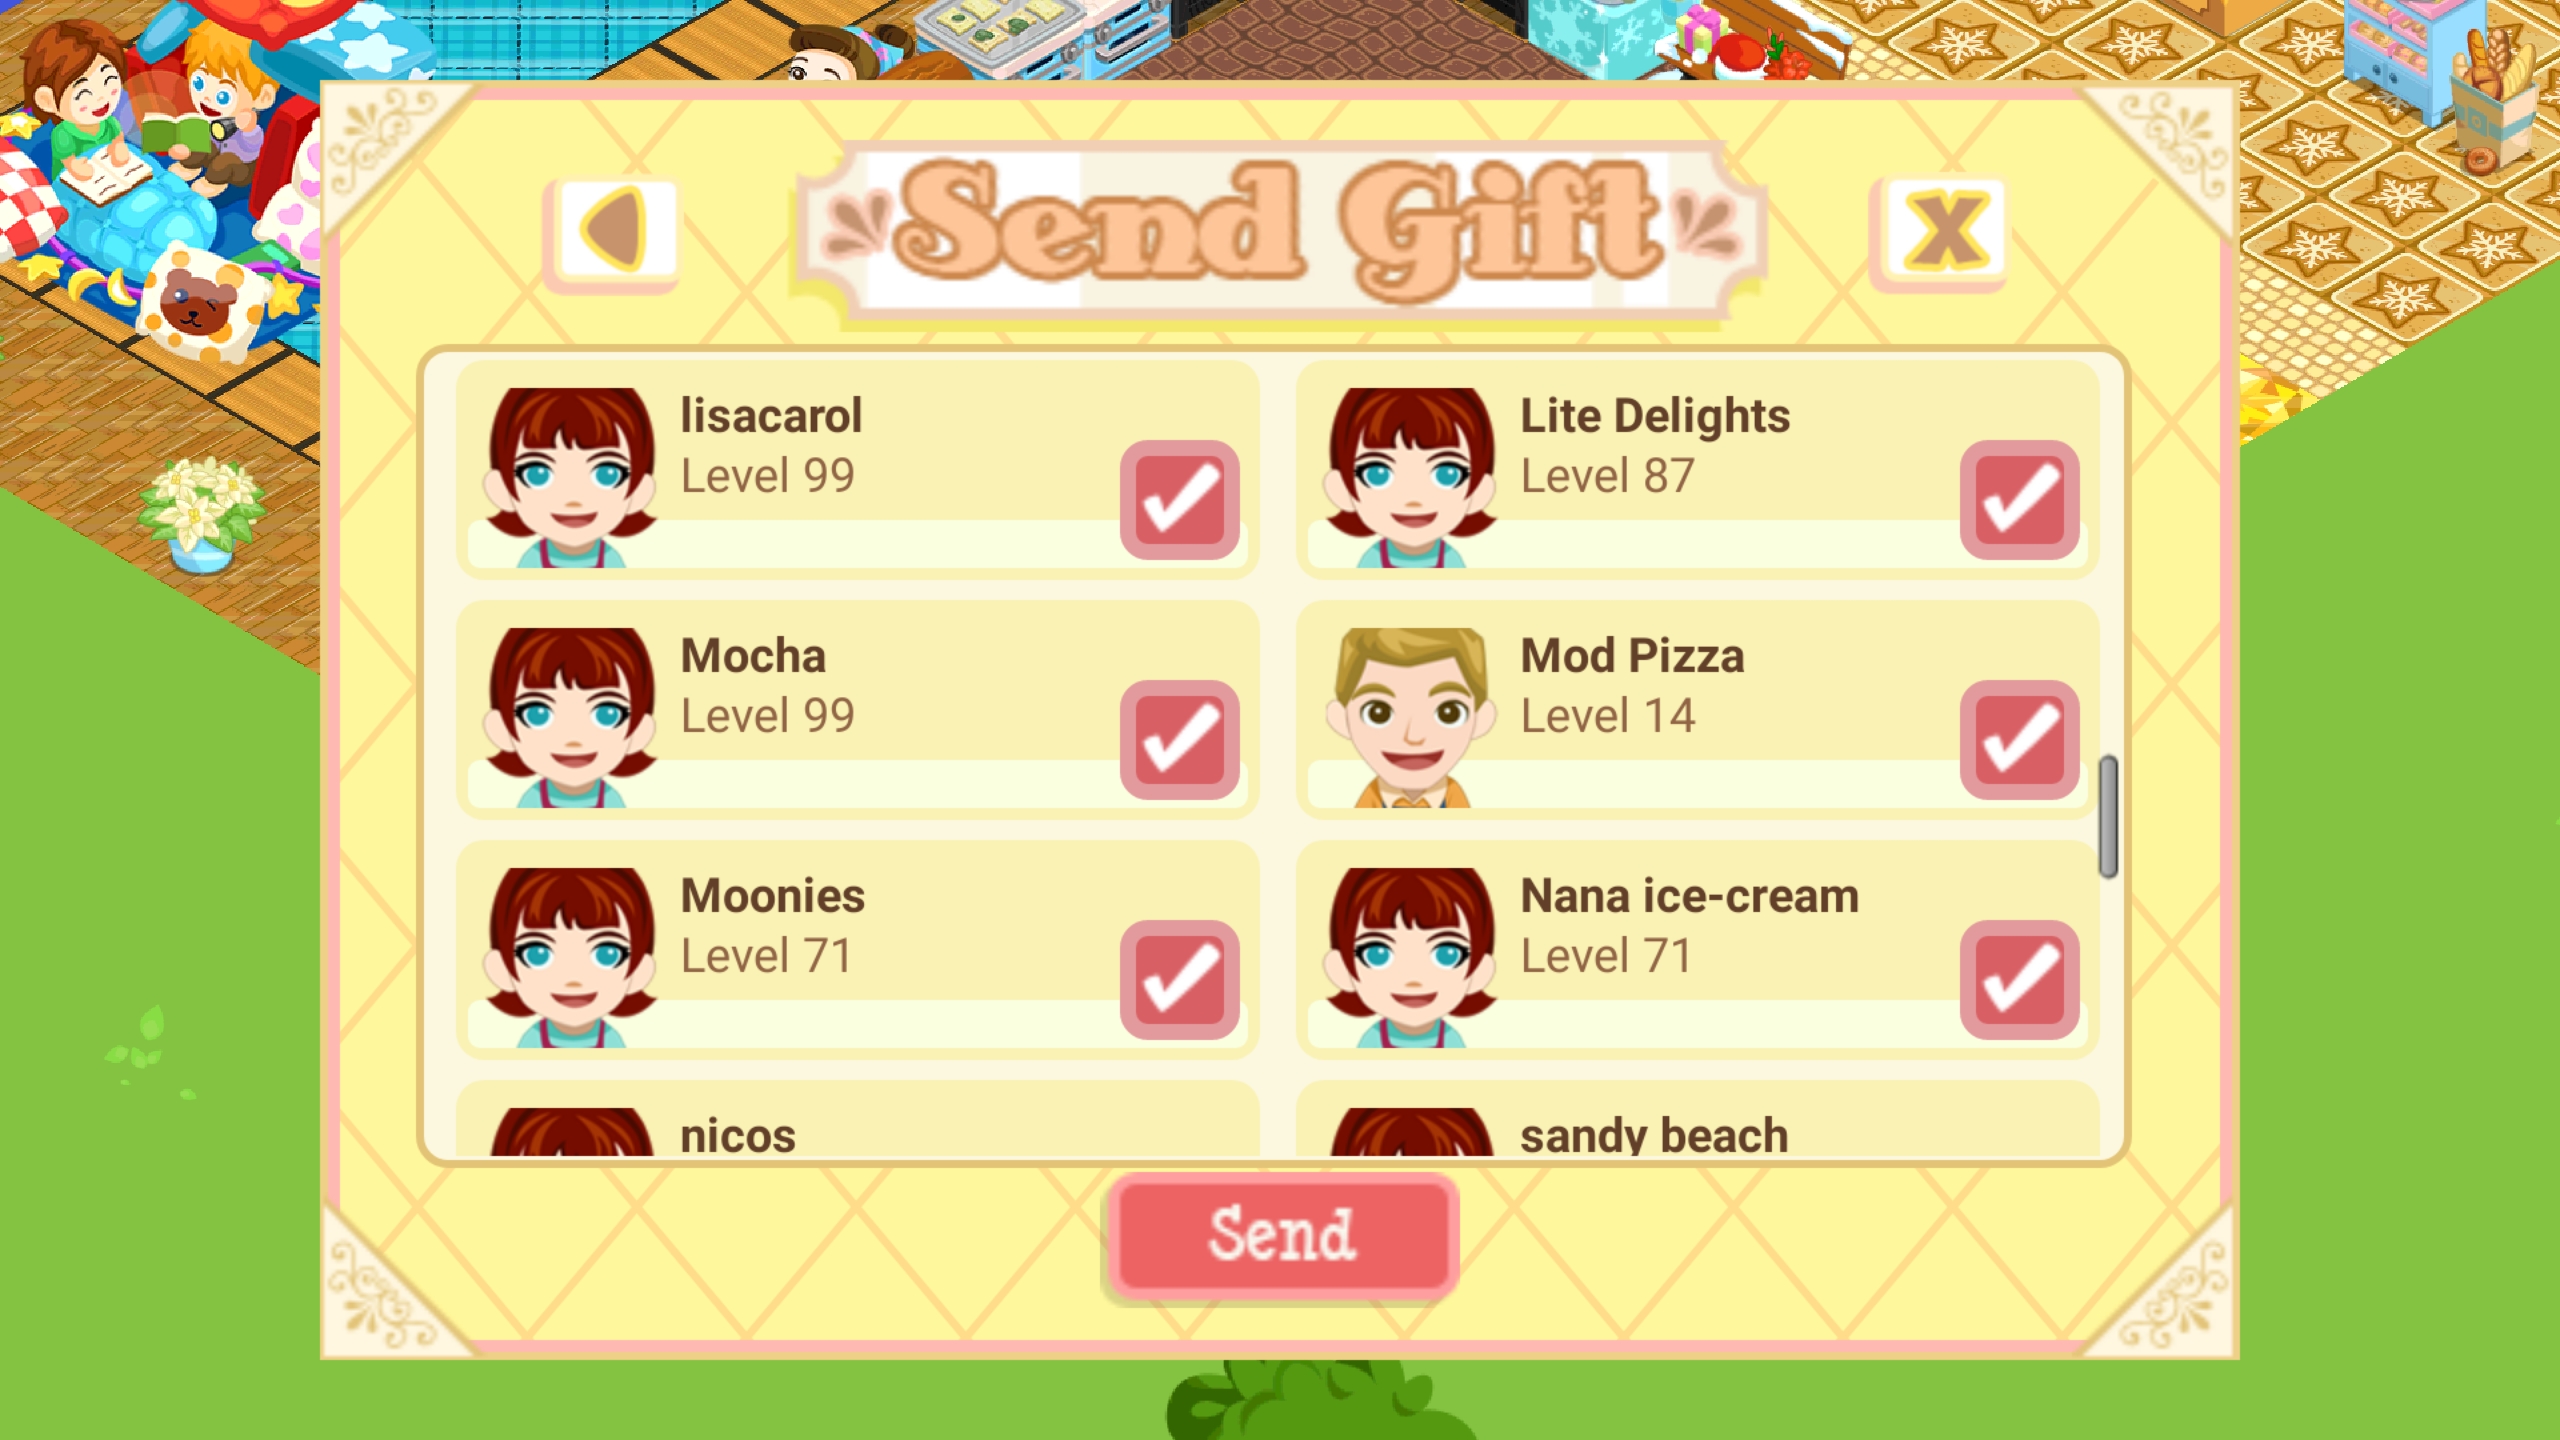 Send Gift
X
lisacarol
Level 99
Lite Delights
Level 87
Mocha
Level 99
Mod Pizza
Level 14
Moonies
Level 71
Nana ice-cream
Level 71
nicos
sandy beach
Send